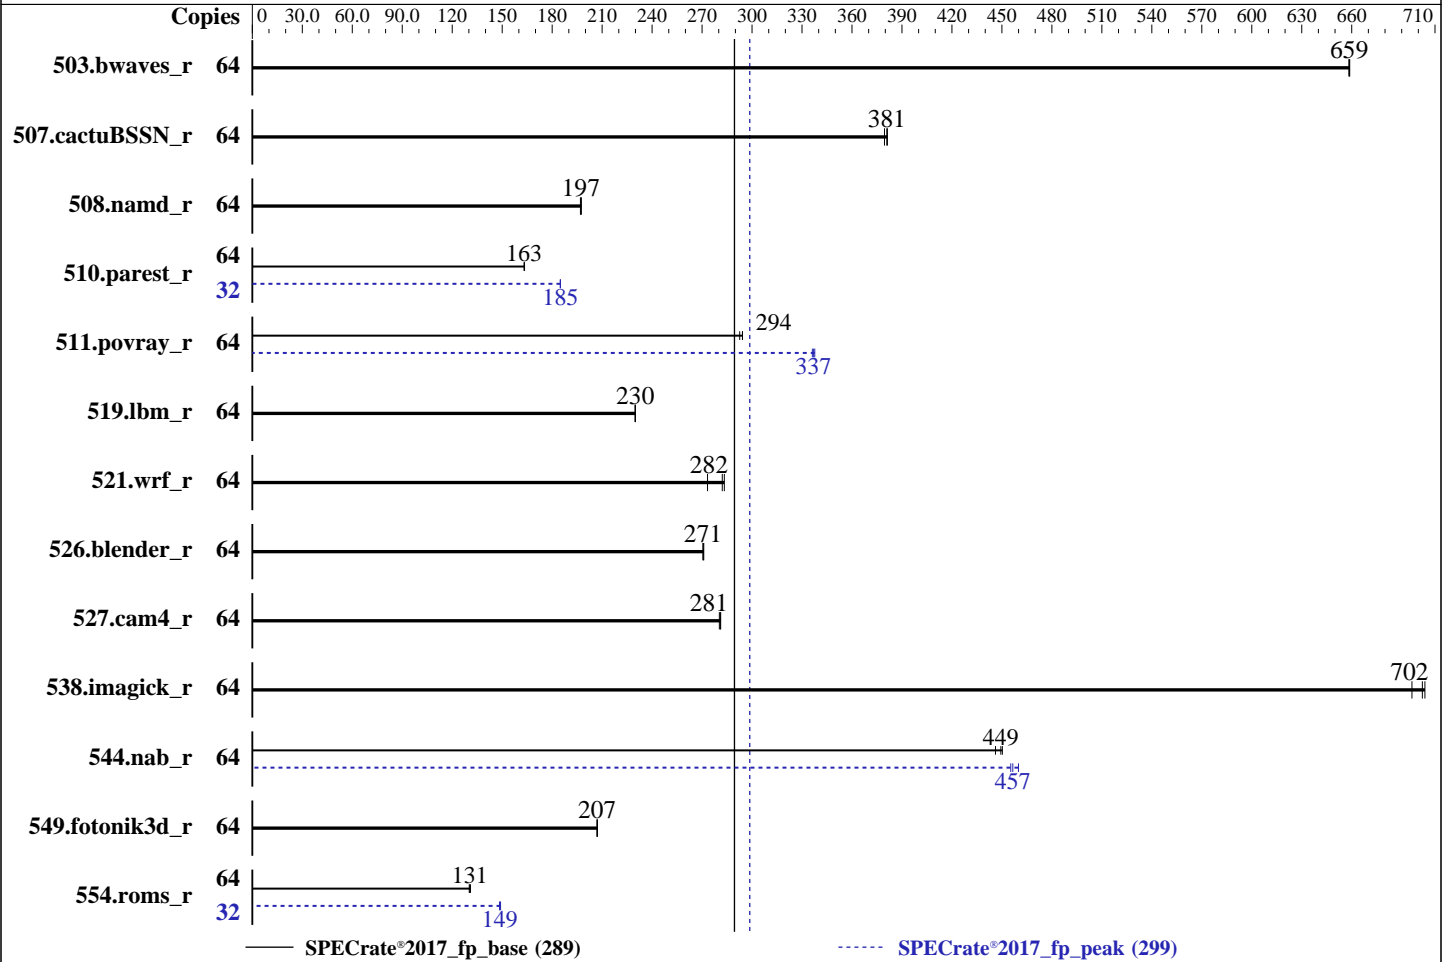 Copies 0 30.0 60.0 90.0 120 150 180 210 240 270 300 330 360 390 420 450 480 510 540 570 600 630 660 710
503.bwaves_r 64 659
507.cactuBSSN_r 64 381
508.namd_r 64 197
510.parest_r 64 163
32 185
511.povray_r 64 294
337
519.lbm_r 64 230
521.wrf_r 64 282
526.blender_r 64 271
527.cam4_r 64 281
538.imagick_r 64 702
544.nab_r 64 449
457
549.fotonik3d_r 64 207
554.roms_r 64 131
32 149
SPECrate®2017_fp_base (289) SPECrate®2017_fp_peak (299)